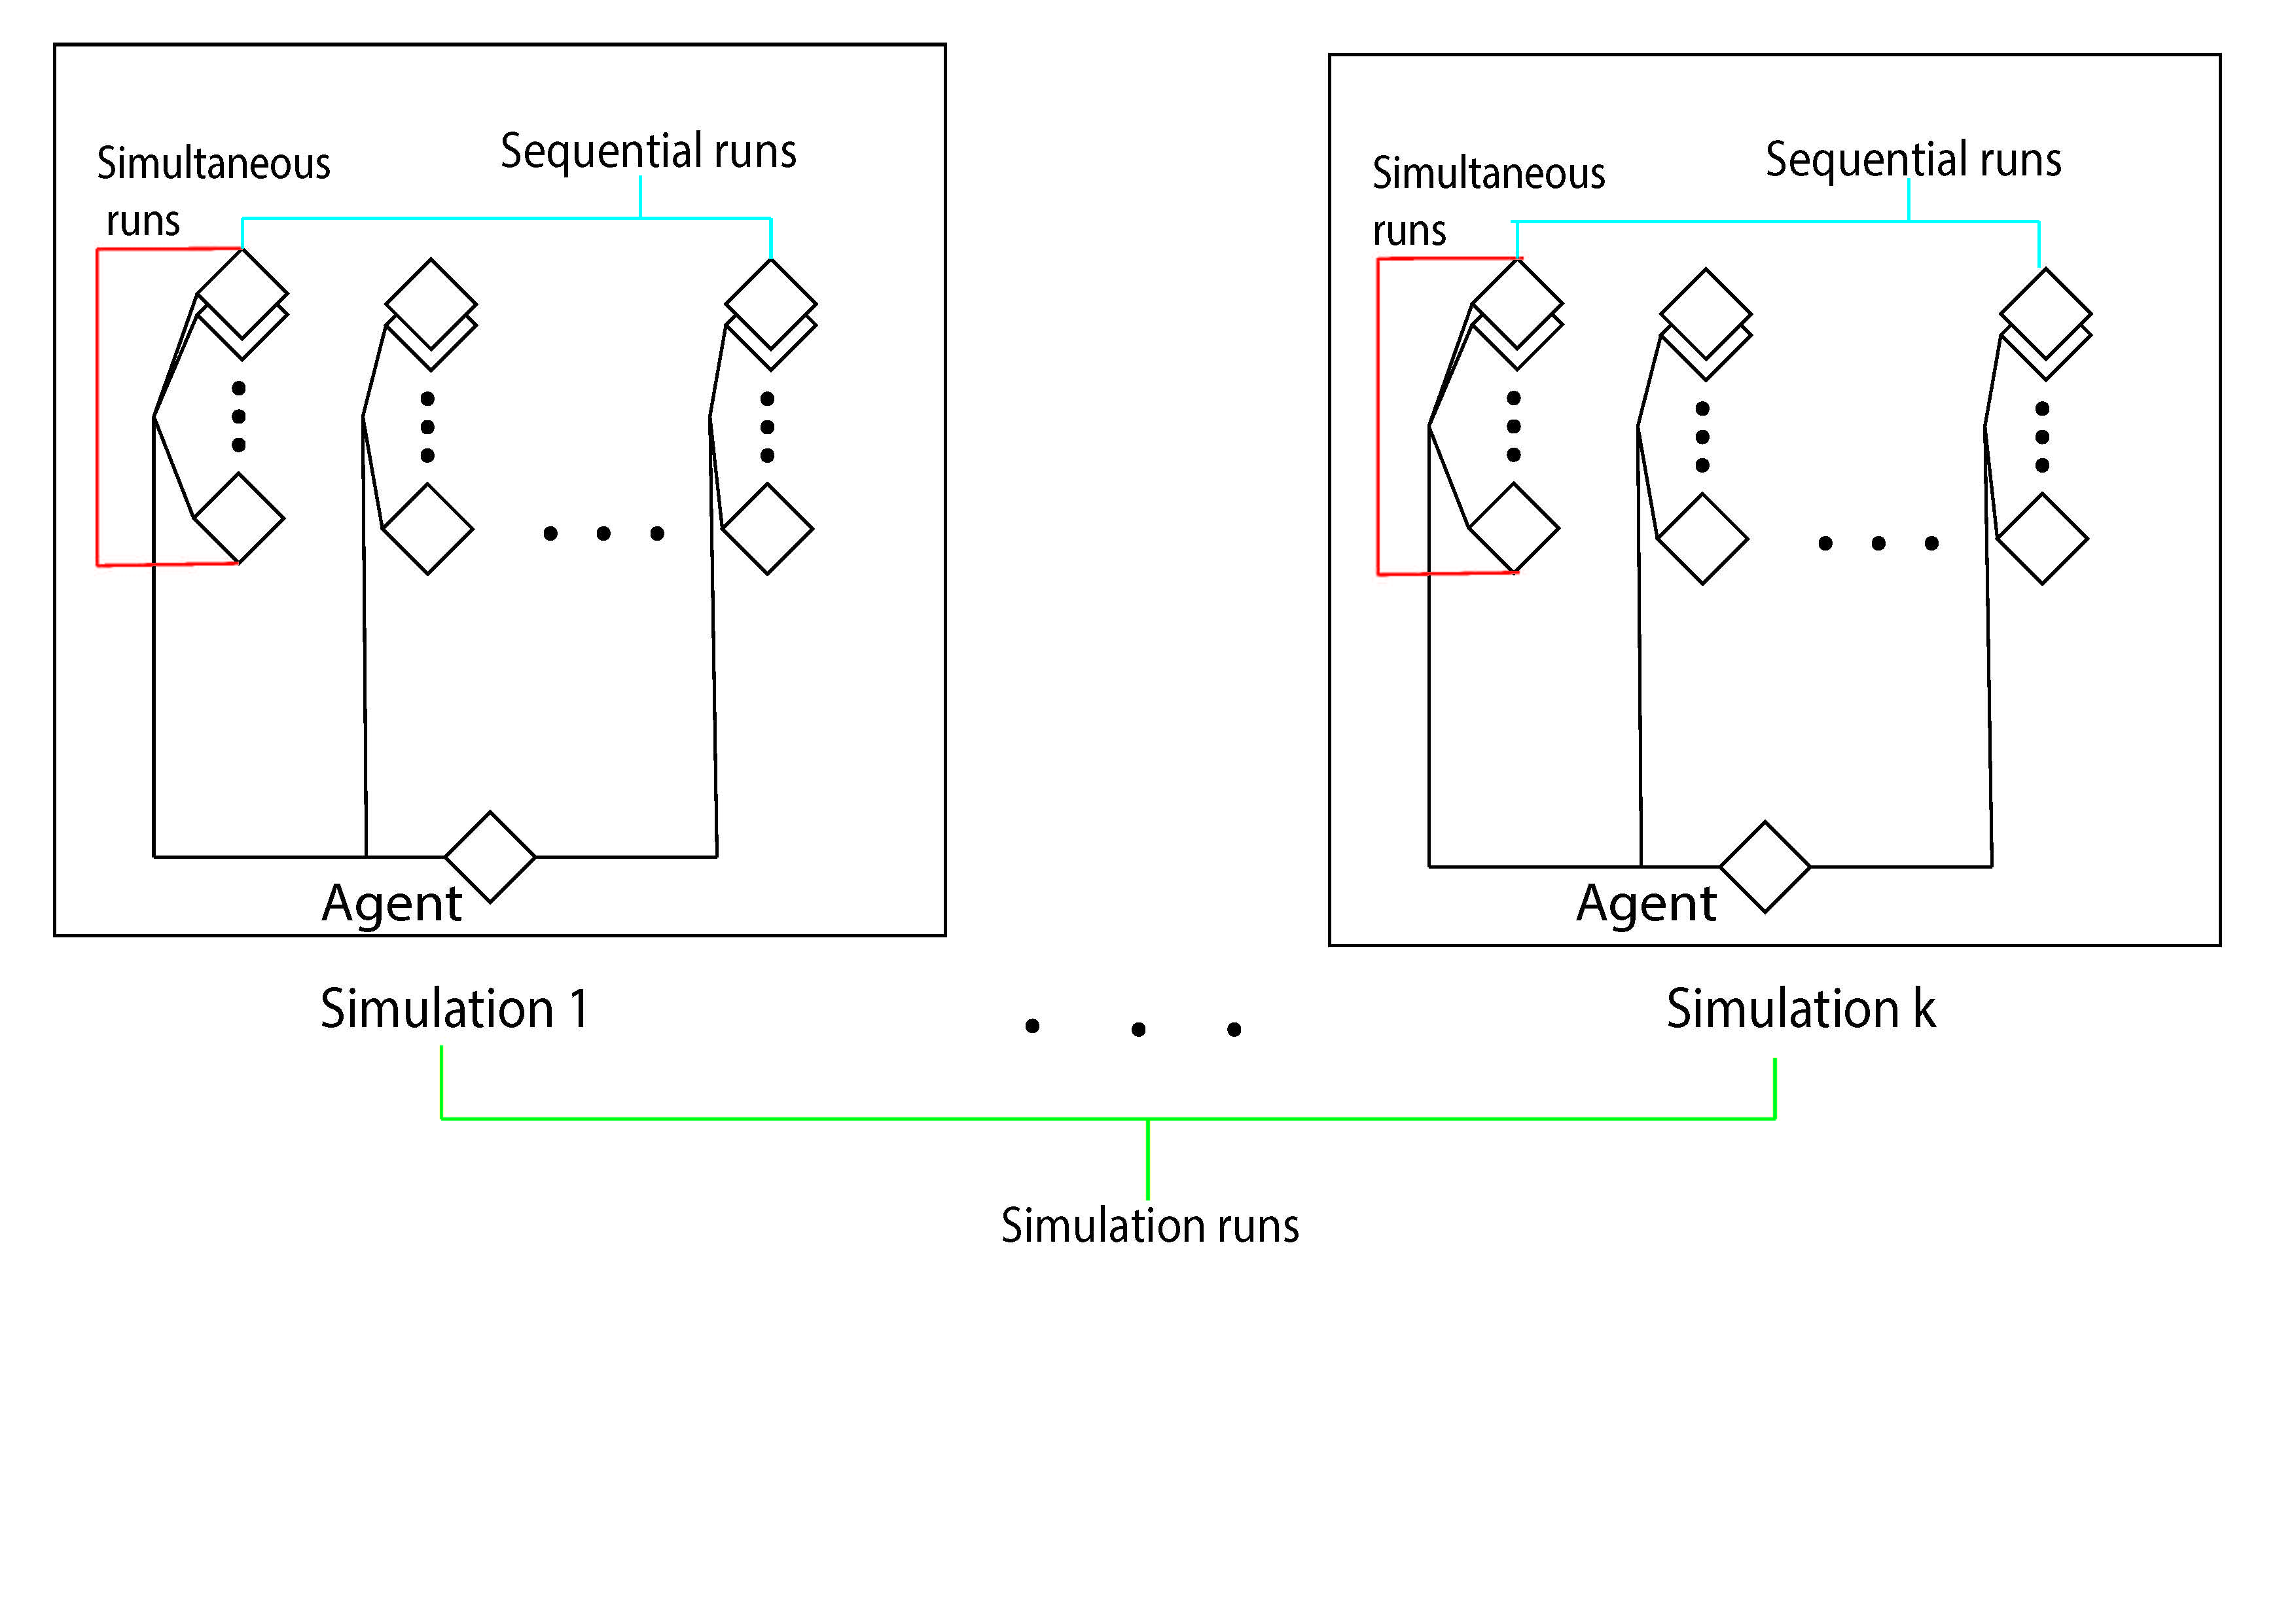 Simultaneous
runs
Sequential runs
Agent
Simulation 1
Simultaneous
runs
Sequential runs
Agent
Simulation k
Simulation runs